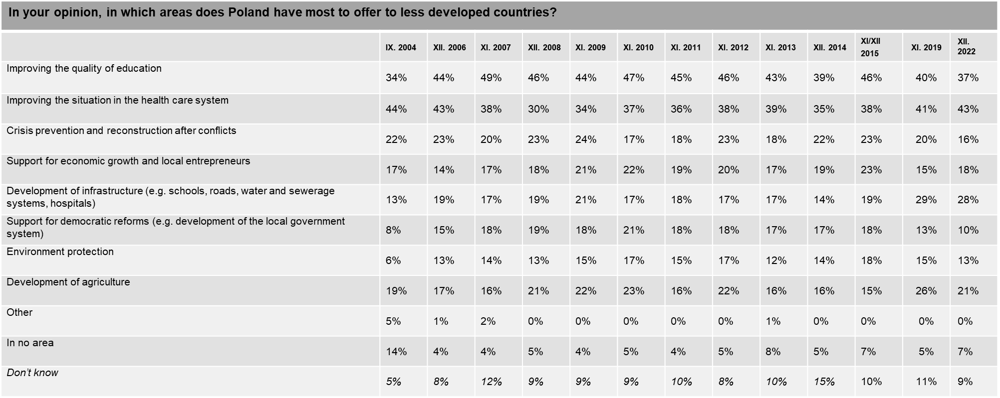 In your opinion, in which areas does Poland have most to offer to less developed countries?
IX. 2004 XII. 2006 XI. 2007 XII. 2008 XI. 2009 XI. 2010 XI. 2011 XI. 2012 XI. 2013 XII. 2014 XI/XII 2015 XI. 2019 XII. 2022
Improving the quality of education 34% 44% 49% 46% 44% 47% 45% 46% 43% 39% 46% 40% 37%
Improving the situation in the health care system 44% 43% 38% 30% 34% 37% 36% 38% 39% 35% 38% 41% 43%
Crisis prevention and reconstruction after conflicts 22% 23% 20% 23% 24% 17% 18% 23% 18% 22% 23% 20% 16%
Support for economic growth and local entrepreneurs 17% 14% 17% 18% 21% 22% 19% 20% 17% 19% 23% 15% 18%
Development of infrastructure (e.g. schools, roads, water and sewerage
systems, hospitals) 13% 19% 17% 19% 21% 17% 18% 17% 17% 14% 19% 29% 28%
Support for democratic reforms (e.g. development of the local government
system) 8% 15% 18% 19% 18% 21% 18% 18% 17% 17% 18% 13% 10%
Environment protection 6% 13% 14% 13% 15% 17% 15% 17% 12% 14% 18% 15% 13%
Development of agriculture 19% 17% 16% 21% 22% 23% 16% 22% 16% 16% 15% 26% 21%
Other 5% 1% 2% 0% 0% 0% 0% 0% 1% 0% 0% 0% 0%
In no area 14% 4% 4% 5% 4% 5% 4% 5% 8% 5% 7% 5% 7%
Don't know 5% 8% 12% 9% 9% 9% 10% 8% 10% 15% 10% 11% 9%